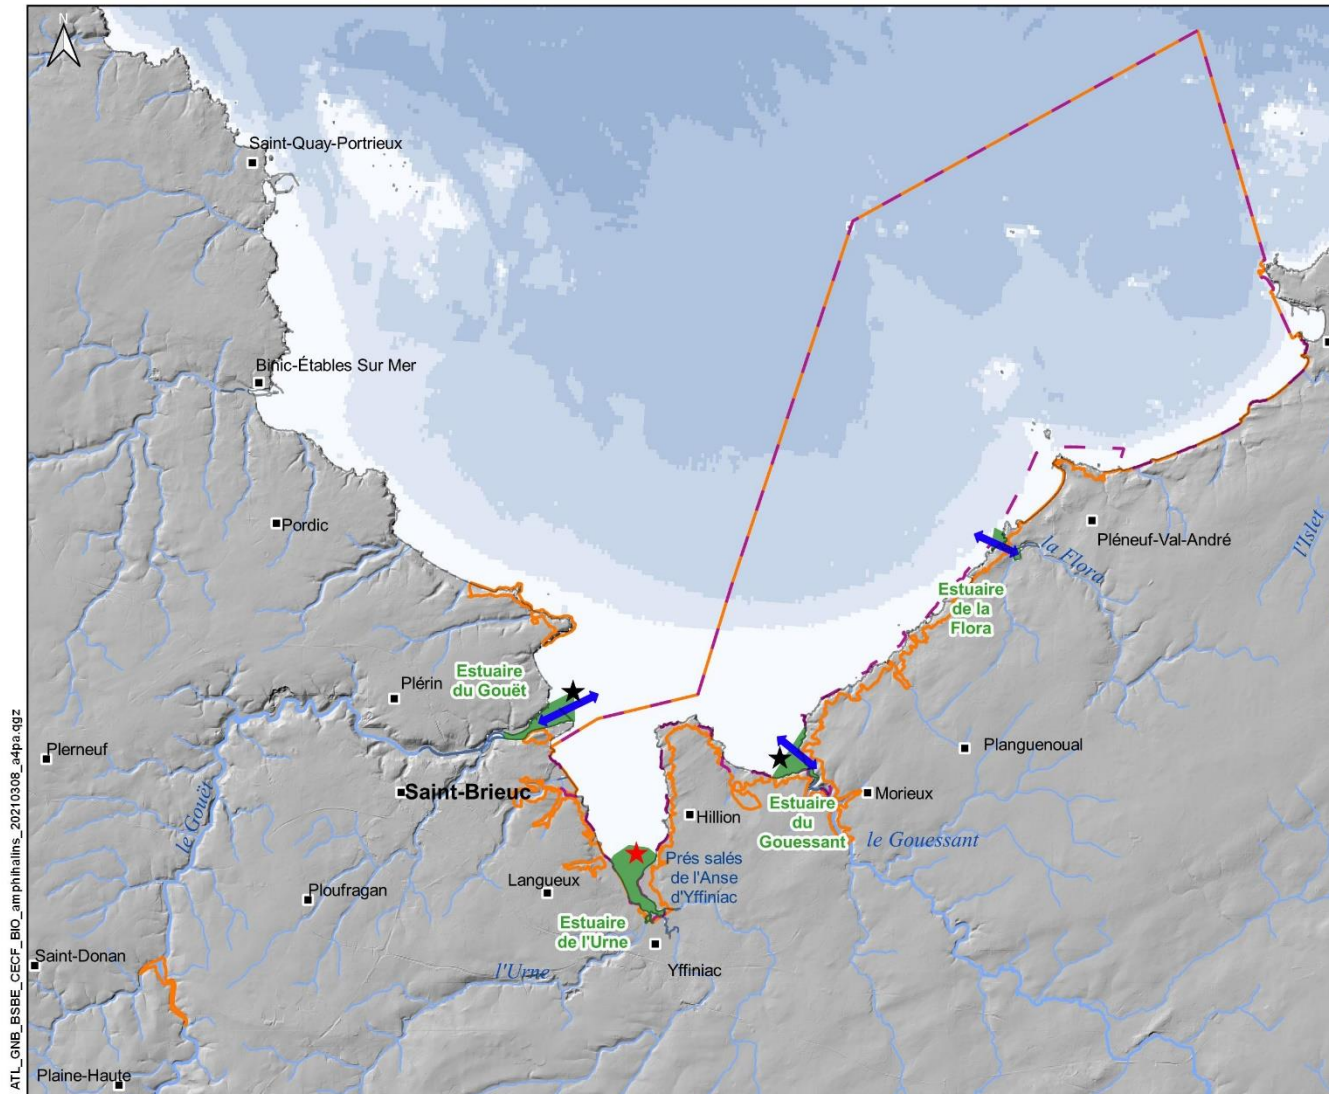 N
Saint-Quay-Portrieux
Binic-Étables Sur Mer
Pordic
l'Islet
Pléneuf-Val-André
la Flora
Estuaire
de la
Flora
Estuaire
du Gouët
Plérin
Plerneuf
Planguenoual
Saint-Brieuc
Morieux
le Gouët
Hillion
Estuaire
du
Gouessant
le Gouessant
Prés salés
de l'Anse
d'Yffiniac
Langueux
Ploufragan
Estuaire
de l'Urne
Yffiniac
l'Urne
Saint-Donan
Plaine-Haute
ATL_GNB_BSBE_CECF_BIO_amphihalins_20210308_a4pa.qgz